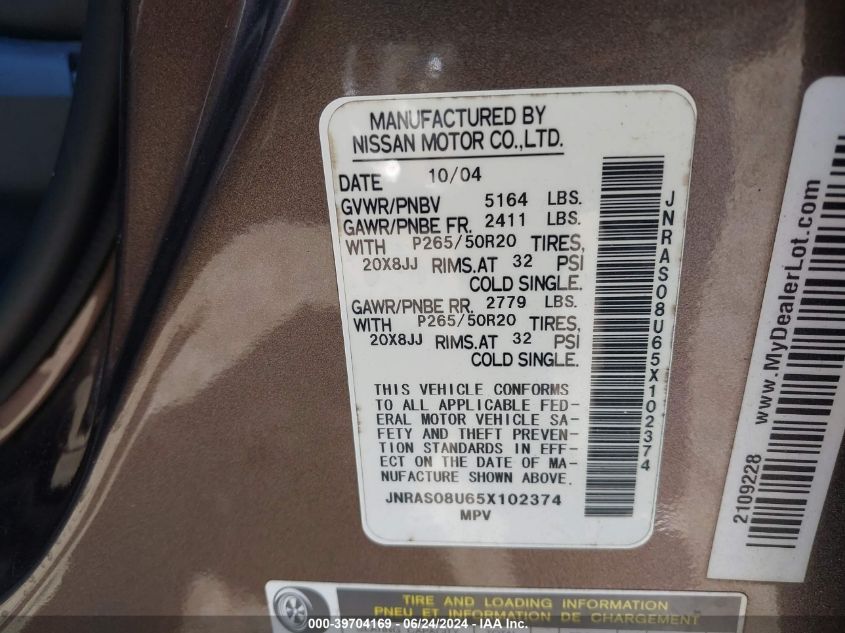 MANUFACTURED BY
NISSAN MOTOR CO.,LTD.
DATE 10/04
GVWR/PNBV 5164 LBS.
GAWR/PNBE FR. 2411 LBS.
WITH P265/50R20 TIRES,
20X8JJ RIMS.AT 32 PSI
COLD SINGLE.
GAWR/PNBE RR. 2779 LBS.
WITH P265/50R20 TIRES,
20X8JJ RIMS.AT 32 PSI
COLD SINGLE.
THIS VEHICLE CONFORMS
TO ALL APPLICABLE FED-
ERAL MOTOR VEHICLE SA-
FETY AND THEFT PREVEN-
TION STANDARDS IN EFF-
ECT ON THE DATE OF MA-
NUFACTURE SHOWN ABOVE.
JNRAS08U65X102374
MPV
JNRAS08U65X102374
www.MyDealerLot.com
2109228
TIRE AND LOADING INFORMATION
PNEU ET INFORMATION DE CHARGEMENT
000-39704169 - 06/24/2024 - IAA Inc.